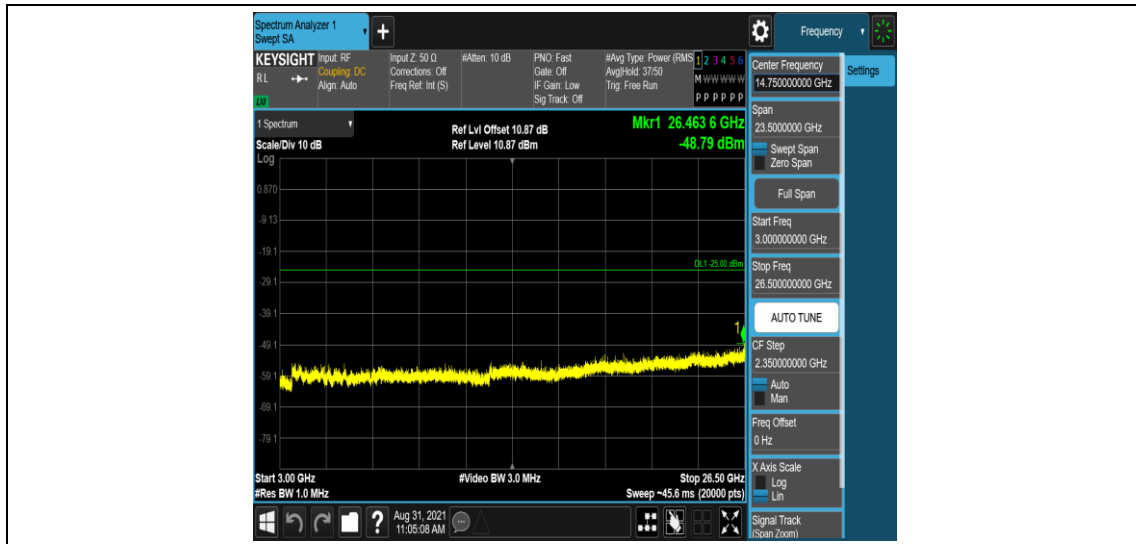 Spectrum Analyzer 1
Swept SA
+
Frequency
KEYSIGHT
RL
LXI
Input: RF
Coupling: DC
Align: Auto
Input Z: 50 Ω
Corrections: Off
Freq Ref: Int (S)
#Atten: 10 dB
PNO: Fast
Gate: Off
IF Gain: Low
Sig Track: Off
#Avg Type: Power (RMS
Avg|Hold: 37/50
Trig: Free Run
1 2 3 4 5 6
M W W W W W
P P P P P P
1 Spectrum
Scale/Div 10 dB
Log
Ref Lvl Offset 10.87 dB
Ref Level 10.87 dBm
Mkr1 26.463 6 GHz
-48.79 dBm
0.870
-9.13
-19.1
DL1 -25.00 dBm
-29.1
-39.1
1
-49.1
-59.1
-69.1
-79.1
Start 3.00 GHz
#Res BW 1.0 MHz
#Video BW 3.0 MHz
Stop 26.50 GHz
Sweep ~45.6 ms (20000 pts)
Center Frequency
14.750000000 GHz
Settings
Span
23.5000000 GHz
Swept Span
Zero Span
Full Span
Start Freq
3.000000000 GHz
Stop Freq
26.500000000 GHz
AUTO TUNE
CF Step
2.350000000 GHz
Auto
Man
Freq Offset
0 Hz
X Axis Scale
Log
Lin
Signal Track
(Span Zoom)
?
Aug 31, 2021
11:05:08 AM